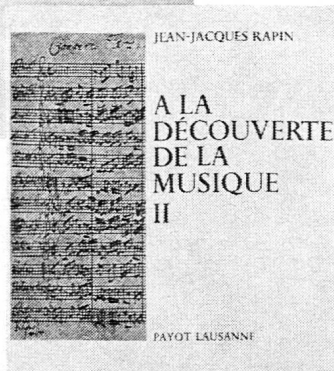 JEAN-JACQUES RAPIN
A LA
DÉCOUVERTE
DE LA
MUSIQUE
II
PAYOT LAUSANNE